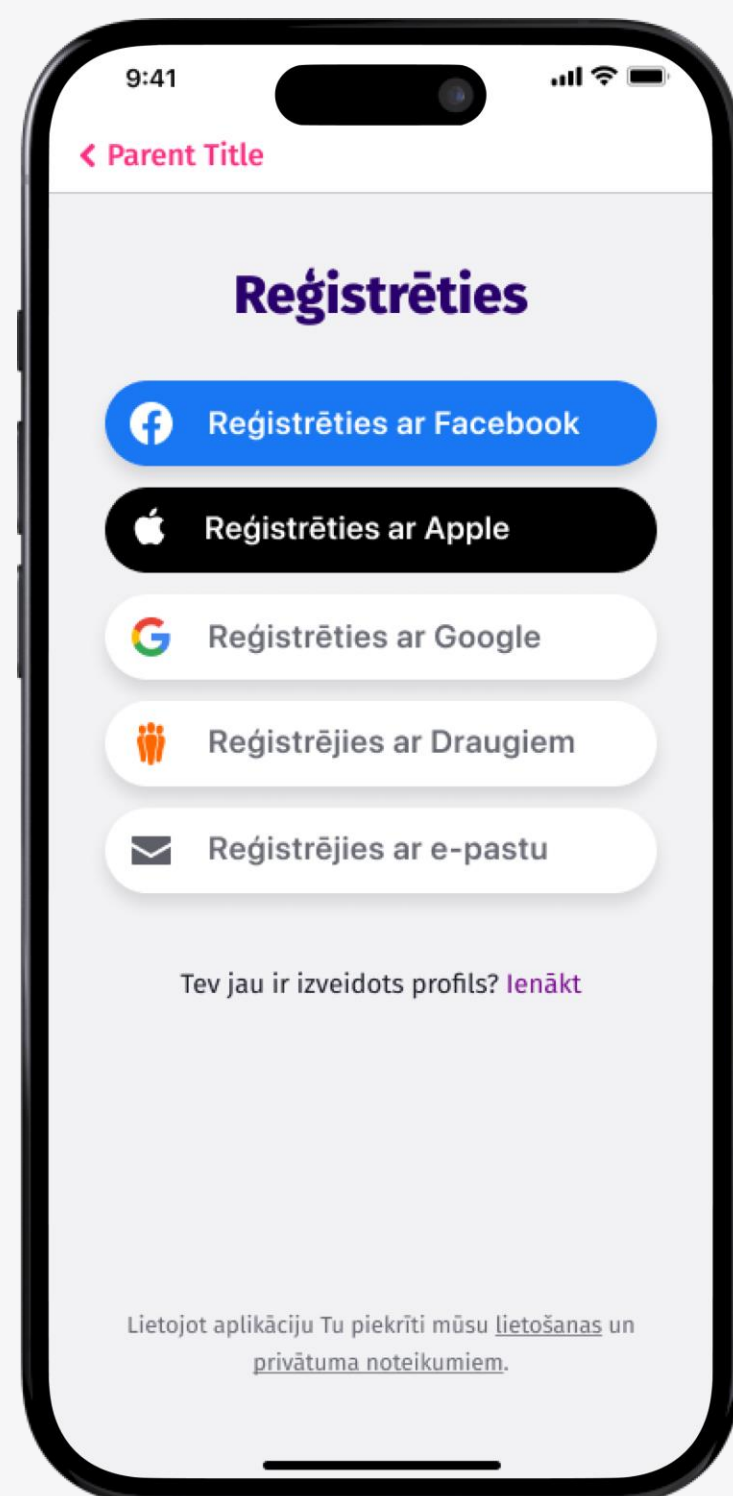 9:41
Parent Title
Reģistrēties
Reģistrēties ar Facebook
Reģistrēties ar Apple
Reģistrēties ar Google
Reģistrējies ar Draugiem
Reģistrējies ar e-pastu
Tev jau ir izveidots profils? Ienākt
Lietojot aplikāciju Tu piekrīti mūsu lietošanas un
privātuma noteikumiem.